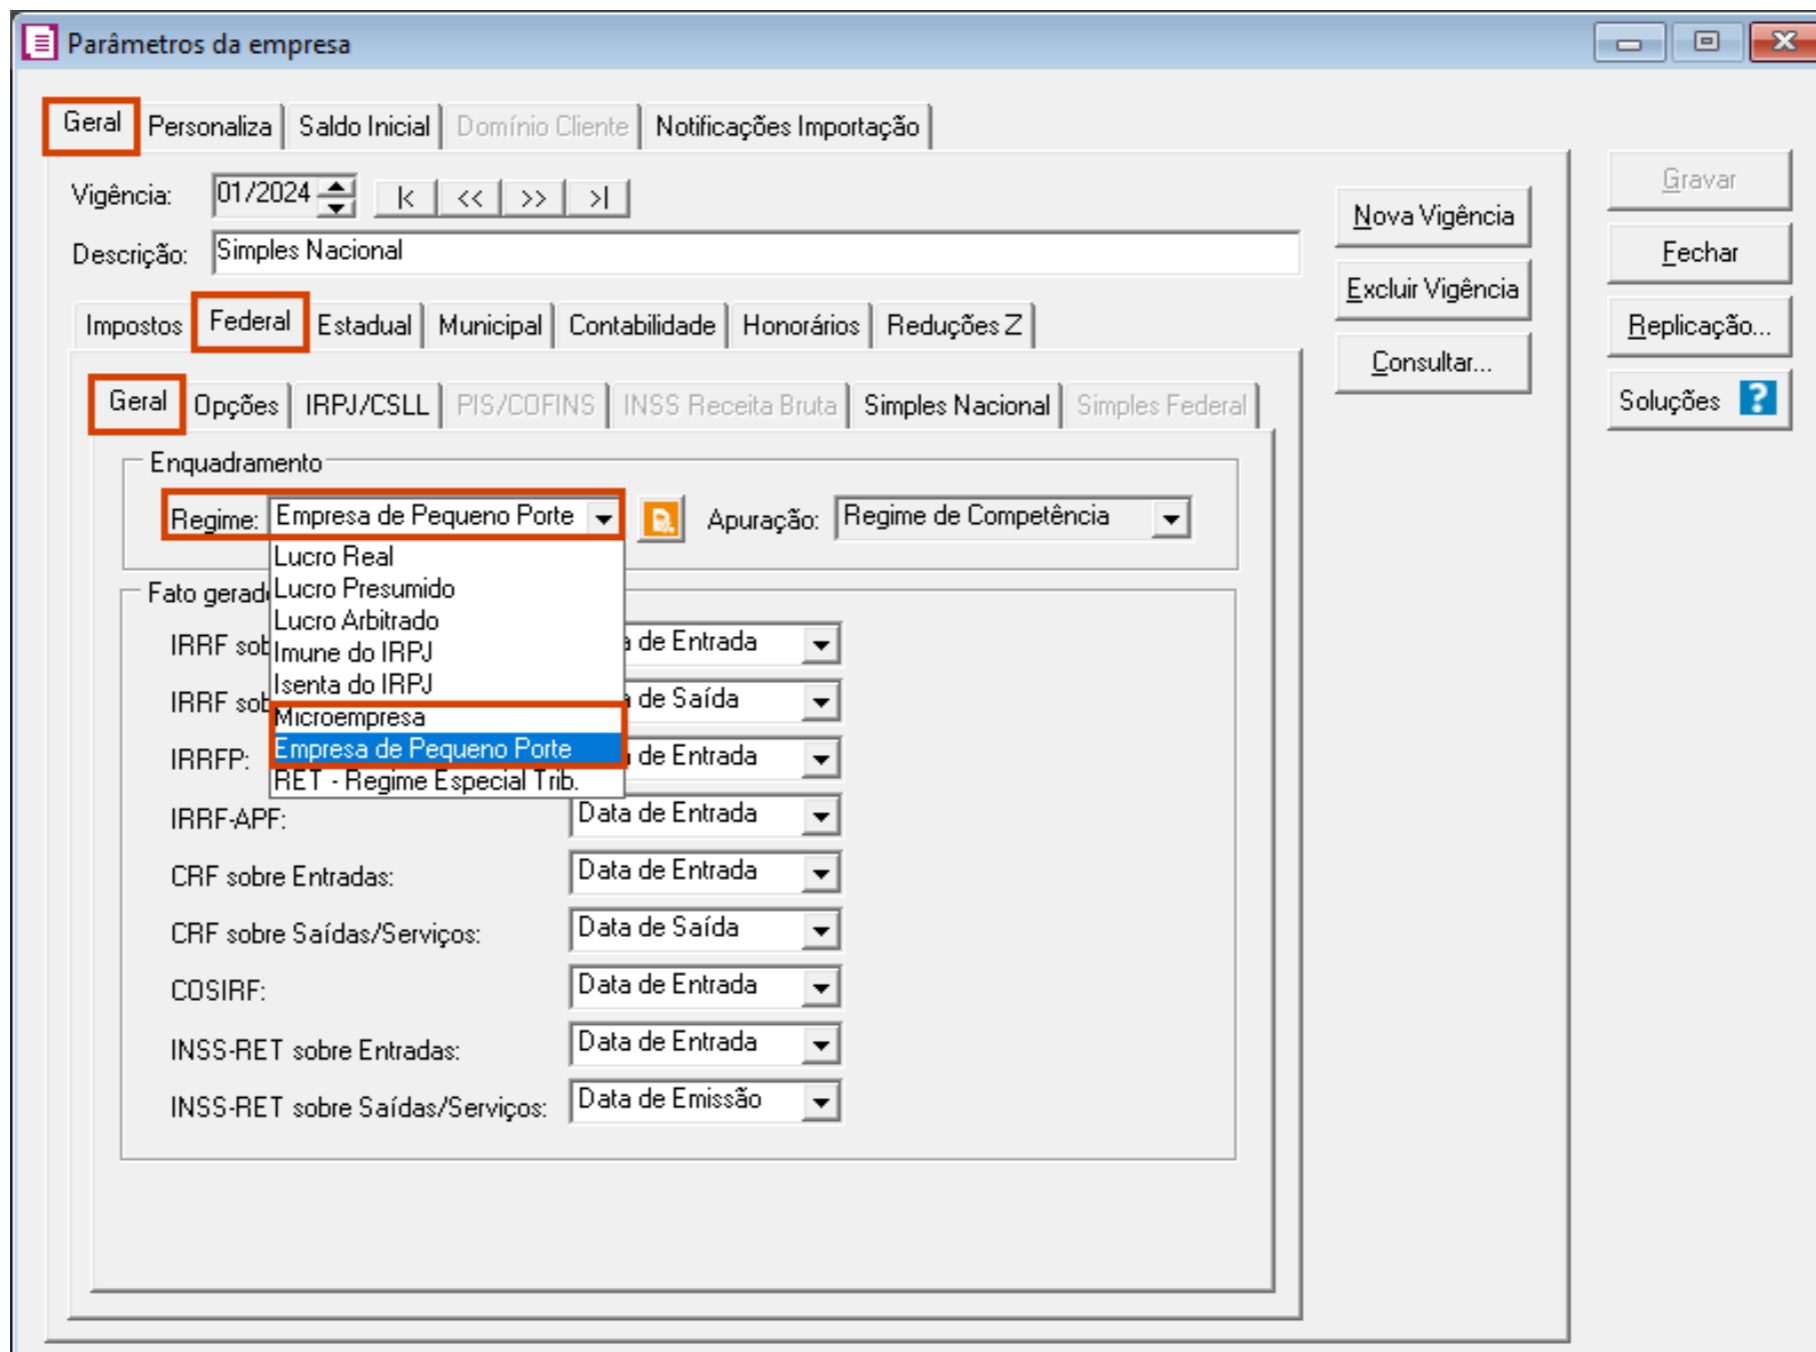 Parâmetros da empresa
Geral Personaliza Saldo Inicial Domínio Cliente Notificações Importação
Vigência: 01/2024 |< << >> >|
Descrição: Simples Nacional
Nova Vigência
Excluir Vigência
Consultar...
Gravar
Fechar
Replicação...
Soluções ?
Impostos Federal Estadual Municipal Contabilidade Honorários Reduções Z
Geral Opções IRPJ/CSLL PIS/COFINS INSS Receita Bruta Simples Nacional Simples Federal
Enquadramento
Regime: Empresa de Pequeno Porte Apuração: Regime de Competência
Lucro Real
Lucro Presumido
Lucro Arbitrado
Imune do IRPJ
Isenta do IRPJ
Microempresa
Empresa de Pequeno Porte
RET - Regime Especial Trib.
Fato
IRRF de Entrada
IRRF de Saída
IRRFP: de Entrada
IRRF-APF: Data de Entrada
CRF sobre Entradas: Data de Entrada
CRF sobre Saídas/Serviços: Data de Saída
COSIRF: Data de Entrada
INSS-RET sobre Entradas: Data de Entrada
INSS-RET sobre Saídas/Serviços: Data de Emissão